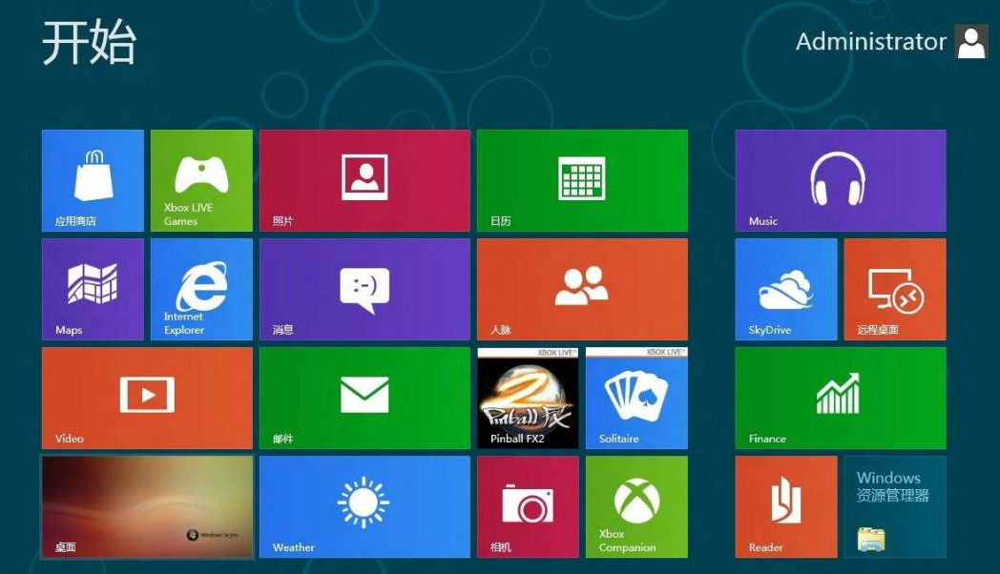 开始
Administrator
应用商店
Xbox LIVE
Games
照片
日历
Music
Maps
Internet
Explorer
消息
:-)
人脉
SkyDrive
远程桌面
Video
邮件
XBOX LIVE
Pinball FX
2
Pinball FX2
XBOX LIVE
Solitaire
Finance
桌面
Weather
相机
Xbox
Companion
Reader
Windows
资源管理器